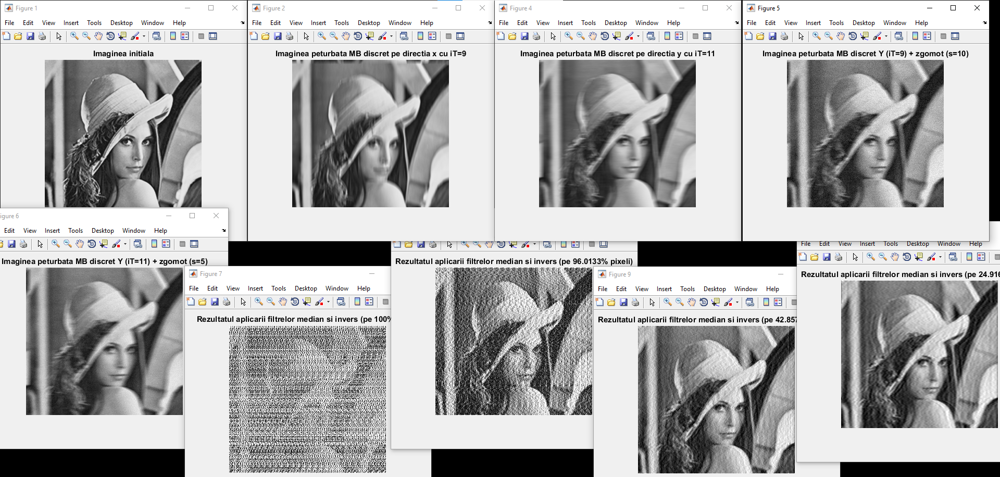 Figure 1
File Edit View Insert Tools Desktop Window Help
Imaginea initiala
Figure 2
File Edit View Insert Tools Desktop Window Help
Imaginea peturbata MB discret pe directia x cu iT=9
Figure 4
File Edit View Insert Tools Desktop Window Help
Imaginea peturbata MB discret pe directia y cu iT=11
Figure 5
File Edit View Insert Tools Desktop Window Help
Imaginea peturbata MB discret Y (iT=9) + zgomot (s=10)
igure 6
Edit View Insert Tools Desktop Window Help
Imaginea peturbata MB discret Y (iT=11) + zgomot (s=5)
Figure 7
File Edit View Insert Tools Desktop Window Help
Rezultatul aplicarii filtrelor median si invers (pe 100%
Rezultatul aplicarii filtrelor median si invers (pe 96.0133% pixeli)
Figure 9
File Edit View Insert Tools Desktop Window Help
Rezultatul aplicarii filtrelor median si invers (pe 42.857
File Edit View Insert Tools Desktop Window Help
Rezultatul aplicarii filtrelor median si invers (pe 24.916